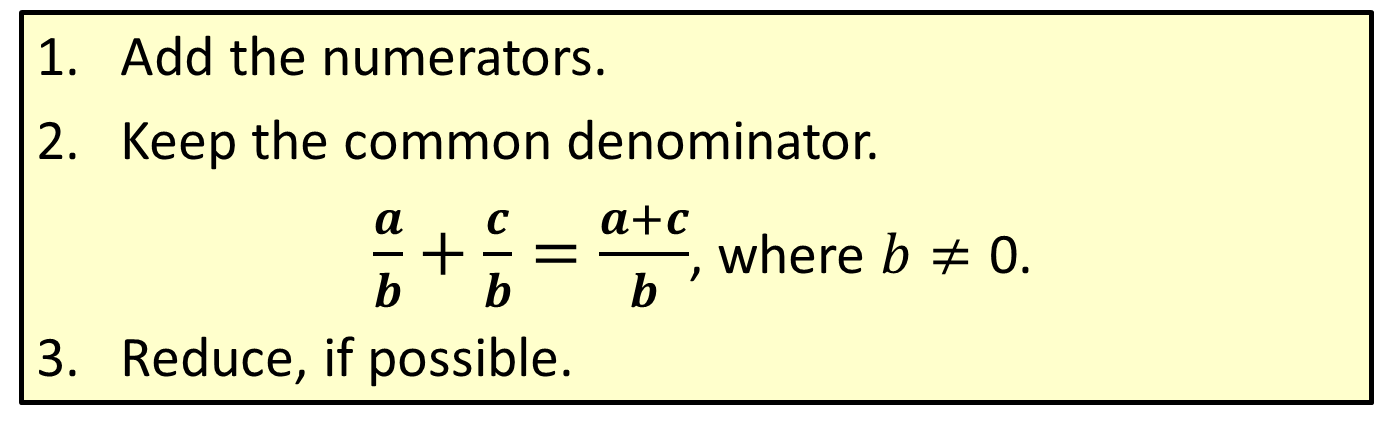 1. Add the numerators.
2. Keep the common denominator.
a/b + c/b = a+c/b, where b ≠ 0.
3. Reduce, if possible.